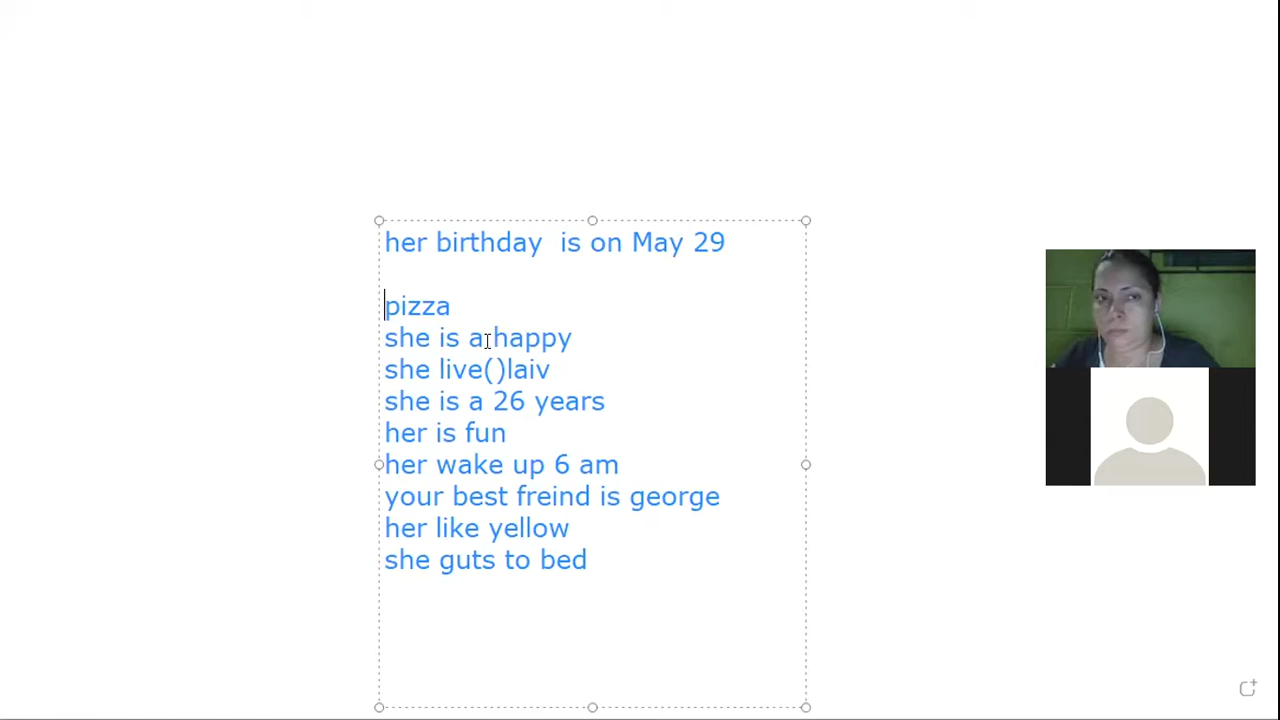 her birthday  is on May 29
pizza
she is a happy
she live()laiv
she is a 26 years
her is fun
her wake up 6 am
your best freind is george
her like yellow
she guts to bed